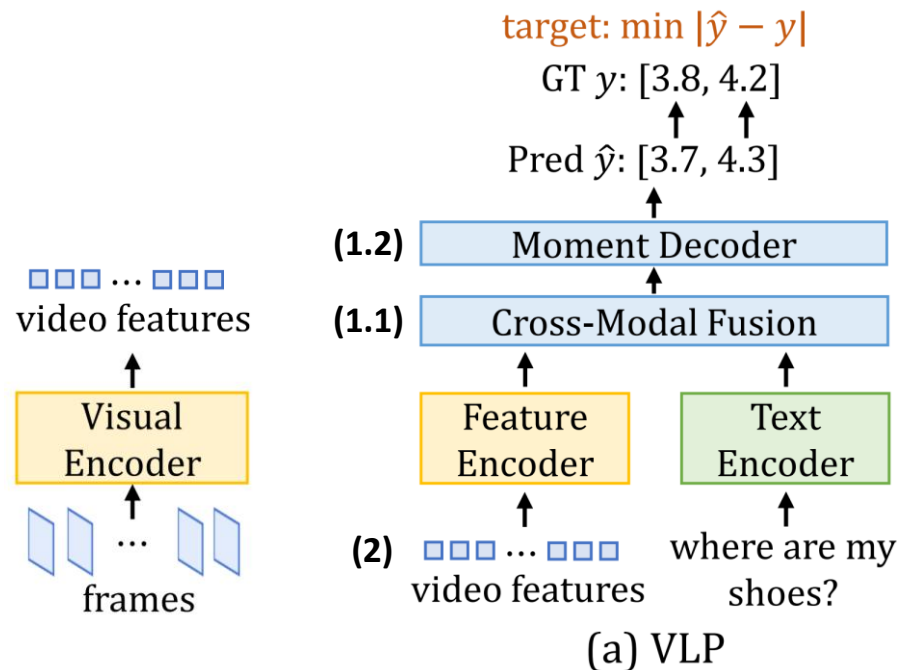 target: min |ŷ − y|
GT y: [3.8, 4.2]
Pred ŷ: [3.7, 4.3]
(1.2) Moment Decoder
(1.1) Cross-Modal Fusion
...
video features
Visual
Encoder
...
frames
Feature
Encoder
Text
Encoder
(2) ...
video features
where are my
shoes?
(a) VLP